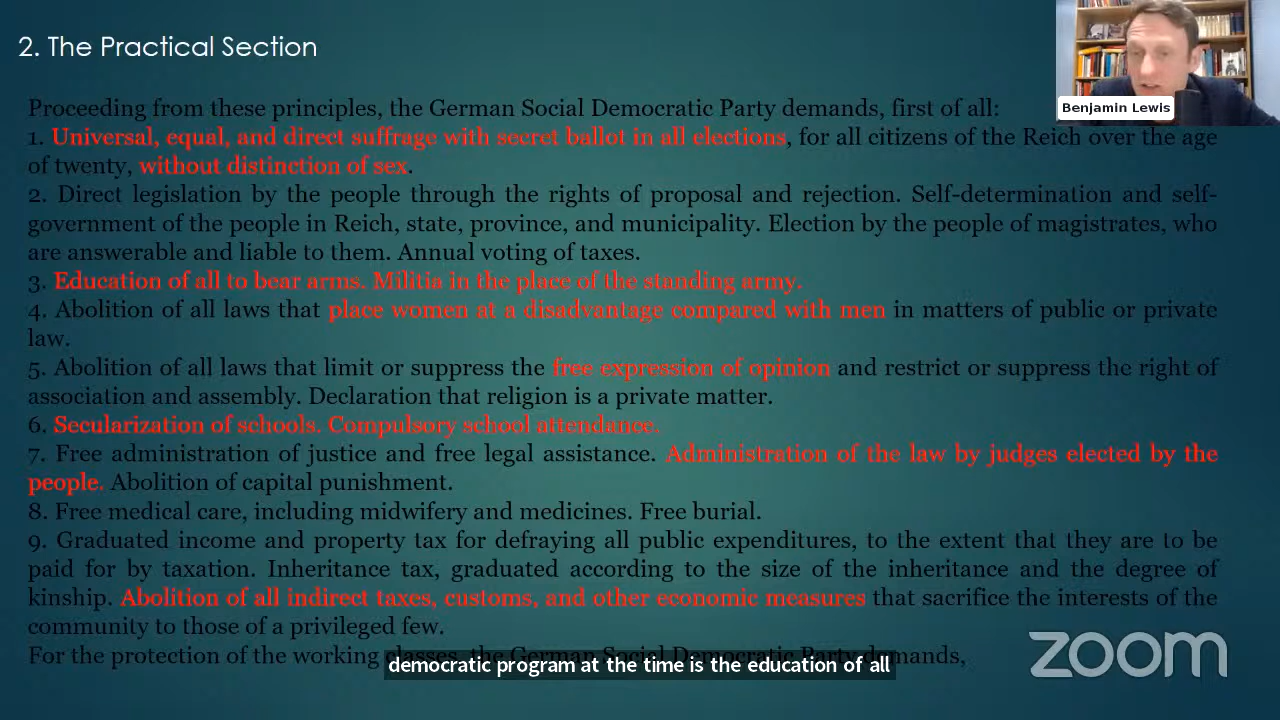 2. The Practical Section
Benjamin Lewis
Proceeding from these principles, the German Social Democratic Party demands, first of all:
1. Universal, equal, and direct suffrage with secret ballot in all elections, for all citizens of the Reich over the age
of twenty, without distinction of sex.
2. Direct legislation by the people through the rights of proposal and rejection. Self-determination and self-
government of the people in Reich, state, province, and municipality. Election by the people of magistrates, who
are answerable and liable to them. Annual voting of taxes.
3. Education of all to bear arms. Militia in the place of the standing army.
4. Abolition of all laws that place women at a disadvantage compared with men in matters of public or private
law.
5. Abolition of all laws that limit or suppress the free expression of opinion and restrict or suppress the right of
association and assembly. Declaration that religion is a private matter.
6. Secularization of schools. Compulsory school attendance.
7. Free administration of justice and free legal assistance. Administration of the law by judges elected by the
people. Abolition of capital punishment.
8. Free medical care, including midwifery and medicines. Free burial.
9. Graduated income and property tax for defraying all public expenditures, to the extent that they are to be
paid for by taxation. Inheritance tax, graduated according to the size of the inheritance and the degree of
kinship. Abolition of all indirect taxes, customs, and other economic measures that sacrifice the interests of the
community to those of a privileged few.
For the protection of the working classes, the German Social Democratic Party demands,
democratic program at the time is the education of all
zoom